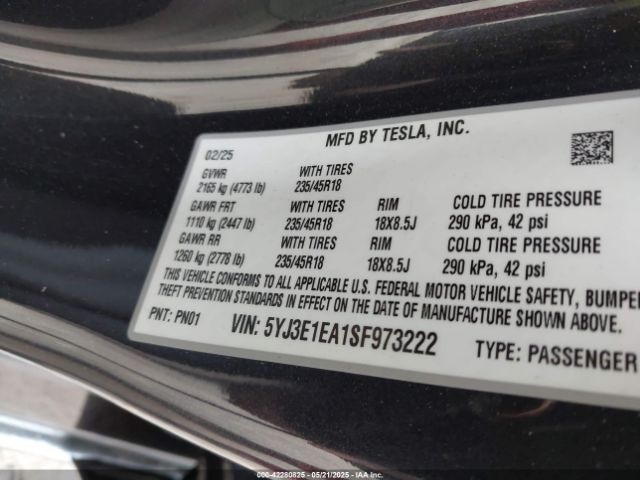 MFD BY TESLA, INC.
02/25
GVWR WITH TIRES
2165 kg (4773 lb) 235/45R18
GAWR FRT WITH TIRES RIM COLD TIRE PRESSURE
1110 kg (2447 lb) 235/45R18 18X8.5J 290 kPa, 42 psi
GAWR RR WITH TIRES RIM COLD TIRE PRESSURE
1260 kg (2778 lb) 235/45R18 18X8.5J 290 kPa, 42 psi
THIS VEHICLE CONFORMS TO ALL APPLICABLE U.S. FEDERAL MOTOR VEHICLE SAFETY, BUMPER
THEFT PREVENTION STANDARDS IN EFFECT ON THE DATE OF MANUFACTURE SHOWN ABOVE.
PNT: PN01 VIN: 5YJ3E1EA1SF973222 TYPE: PASSENGER
000-42280825 - 05/21/2025 - IAA Inc.